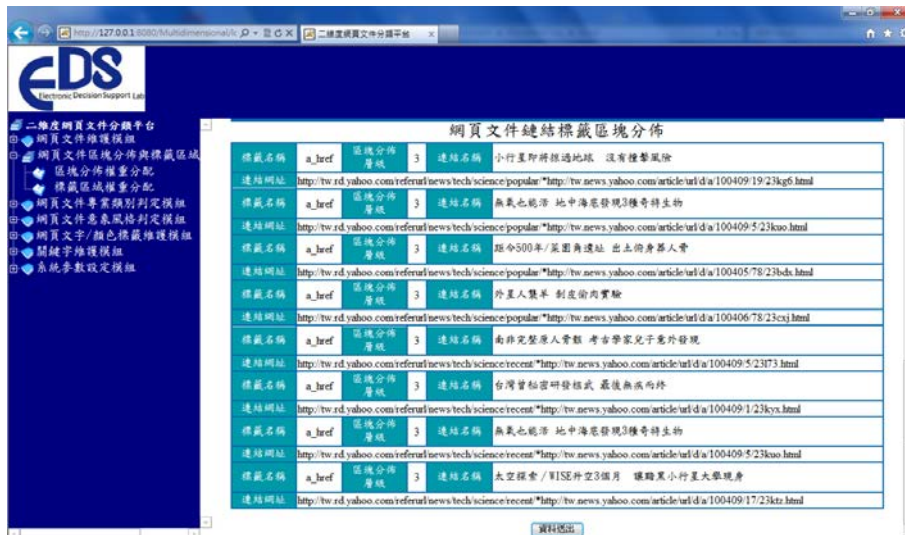 http://127.0.0.1:8080/Multidimensional/lc
二維度網頁文件分類平台
EDS
Electronic Decision Support Lab
二維度網頁文件分類平台
網頁文件維護模組
網頁文件區塊分佈與標籤區域
區塊分佈權重分配
標籤區域權重分配
網頁文件專業類別判定模組
網頁文件意象風格判定模組
網頁文字/顏色標籤維護模組
關鍵字維護模組
系統參數設定模組
網頁文件鏈結標籤區塊分佈
標籤名稱 a_href 區塊分佈層級 3 連結名稱 小行星即將掠過地球 沒有撞擊風險
連結網址 http://tw.rd.yahoo.com/referurl/news/tech/science/popular/*http://tw.news.yahoo.com/article/url/d/a/100409/19/23kg6.html
標籤名稱 a_href 區塊分佈層級 3 連結名稱 無氧也能活 地中海底發現3種奇特生物
連結網址 http://tw.rd.yahoo.com/referurl/news/tech/science/popular/*http://tw.news.yahoo.com/article/url/d/a/100409/5/23kuo.html
標籤名稱 a_href 區塊分佈層級 3 連結名稱 距今500年/菜園角遺址 出土俯身葬人骨
連結網址 http://tw.rd.yahoo.com/referurl/news/tech/science/popular/*http://tw.news.yahoo.com/article/url/d/a/100405/78/23bdx.html
標籤名稱 a_href 區塊分佈層級 3 連結名稱 外星人襲羊 剖皮偷肉實驗
連結網址 http://tw.rd.yahoo.com/referurl/news/tech/science/popular/*http://tw.news.yahoo.com/article/url/d/a/100406/78/23cxj.html
標籤名稱 a_href 區塊分佈層級 3 連結名稱 南非完整原人骨骸 考古學家兒子意外發現
連結網址 http://tw.rd.yahoo.com/referurl/news/tech/science/popular/*http://tw.news.yahoo.com/article/url/d/a/100409/5/23l73.html
標籤名稱 a_href 區塊分佈層級 3 連結名稱 台灣曾秘密研發核武 最後無疾而終
連結網址 http://tw.rd.yahoo.com/referurl/news/tech/science/recent/*http://tw.news.yahoo.com/article/url/d/a/100409/1/23kyx.html
標籤名稱 a_href 區塊分佈層級 3 連結名稱 無氧也能活 地中海底發現3種奇特生物
連結網址 http://tw.rd.yahoo.com/referurl/news/tech/science/recent/*http://tw.news.yahoo.com/article/url/d/a/100409/5/23kuo.html
標籤名稱 a_href 區塊分佈層級 3 連結名稱 太空探索/WISE升空3個月 讓黯黑小行星大舉現身
連結網址 http://tw.rd.yahoo.com/referurl/news/tech/science/recent/*http://tw.news.yahoo.com/article/url/d/a/100409/17/23ktz.html
資料送出